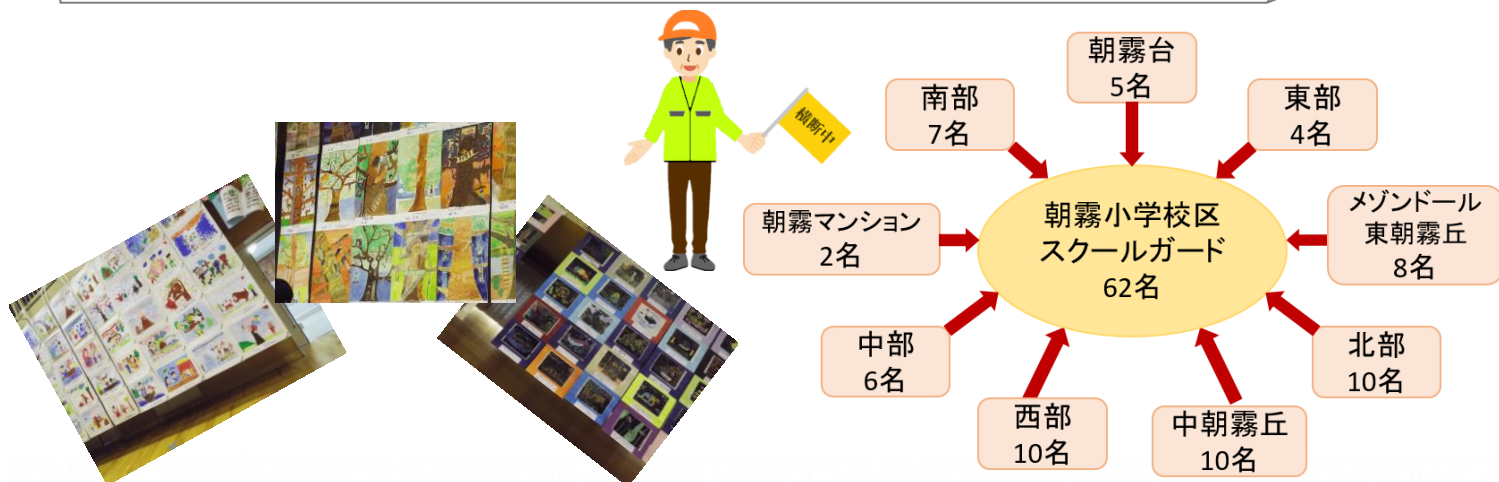 横断中
朝霧台
5名
南部
7名
東部
4名
朝霧マンション
2名
朝霧小学校区
スクールガード
62名
メゾンドール
東朝霧丘
8名
中部
6名
北部
10名
西部
10名
中朝霧丘
10名